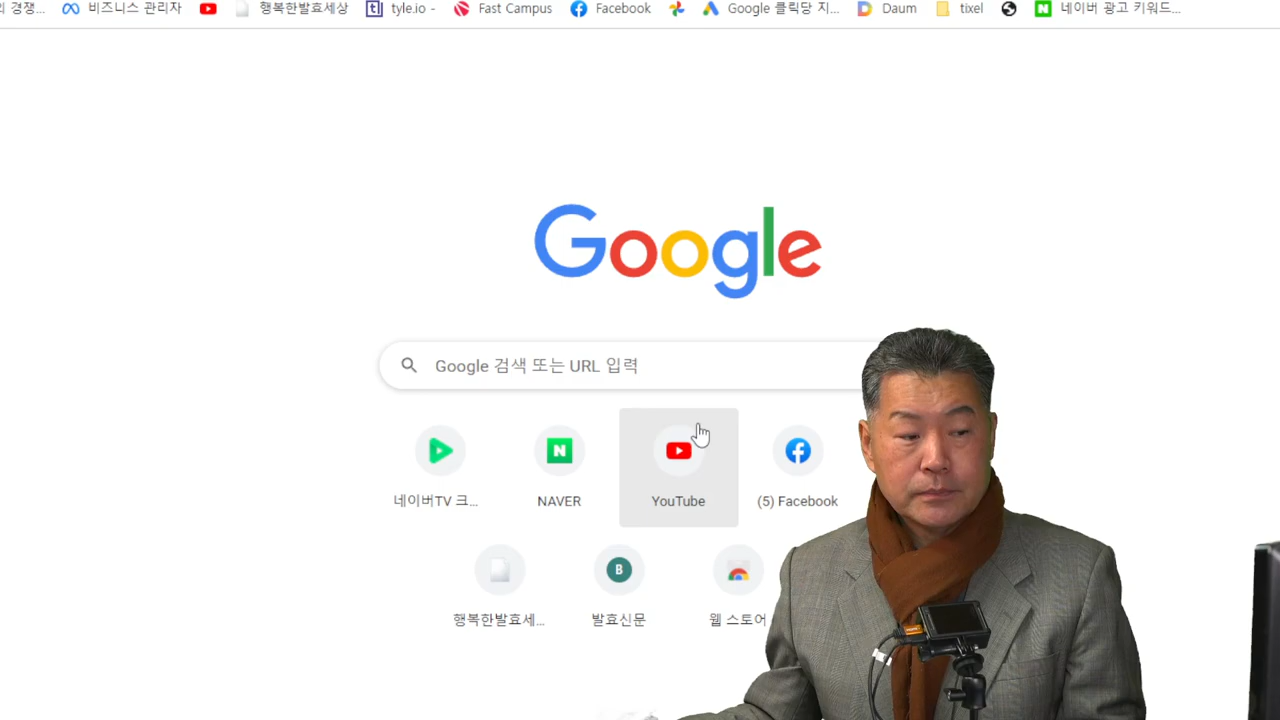 의 경쟁...
비즈니스 관리자
행복한발효세상
tyle.io -
Fast Campus
Facebook
Google 클릭당 지...
Daum
tixel
네이버 광고 키워드...
Google
Google 검색 또는 URL 입력
네이버TV 크...
NAVER
YouTube
(5) Facebook
행복한발효세...
B
발효신문
웹 스토어